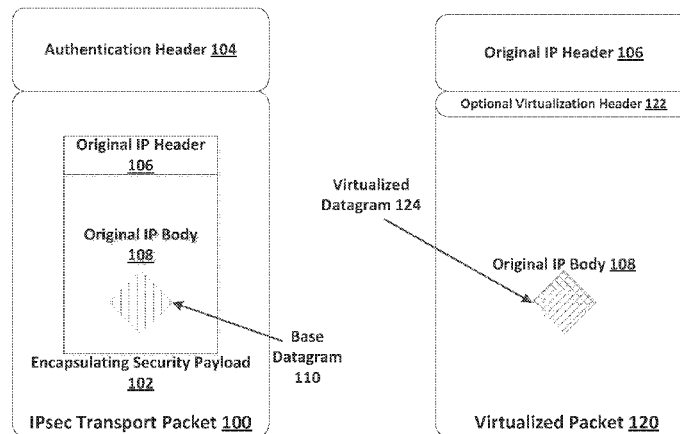 Authentication Header 104
Original IP Header
106
Original IP Body
108
Base
Datagram
110
Encapsulating Security Payload
102
IPsec Transport Packet 100
Original IP Header 106
Optional Virtualization Header 122
Virtualized
Datagram 124
Original IP Body 108
Virtualized Packet 120